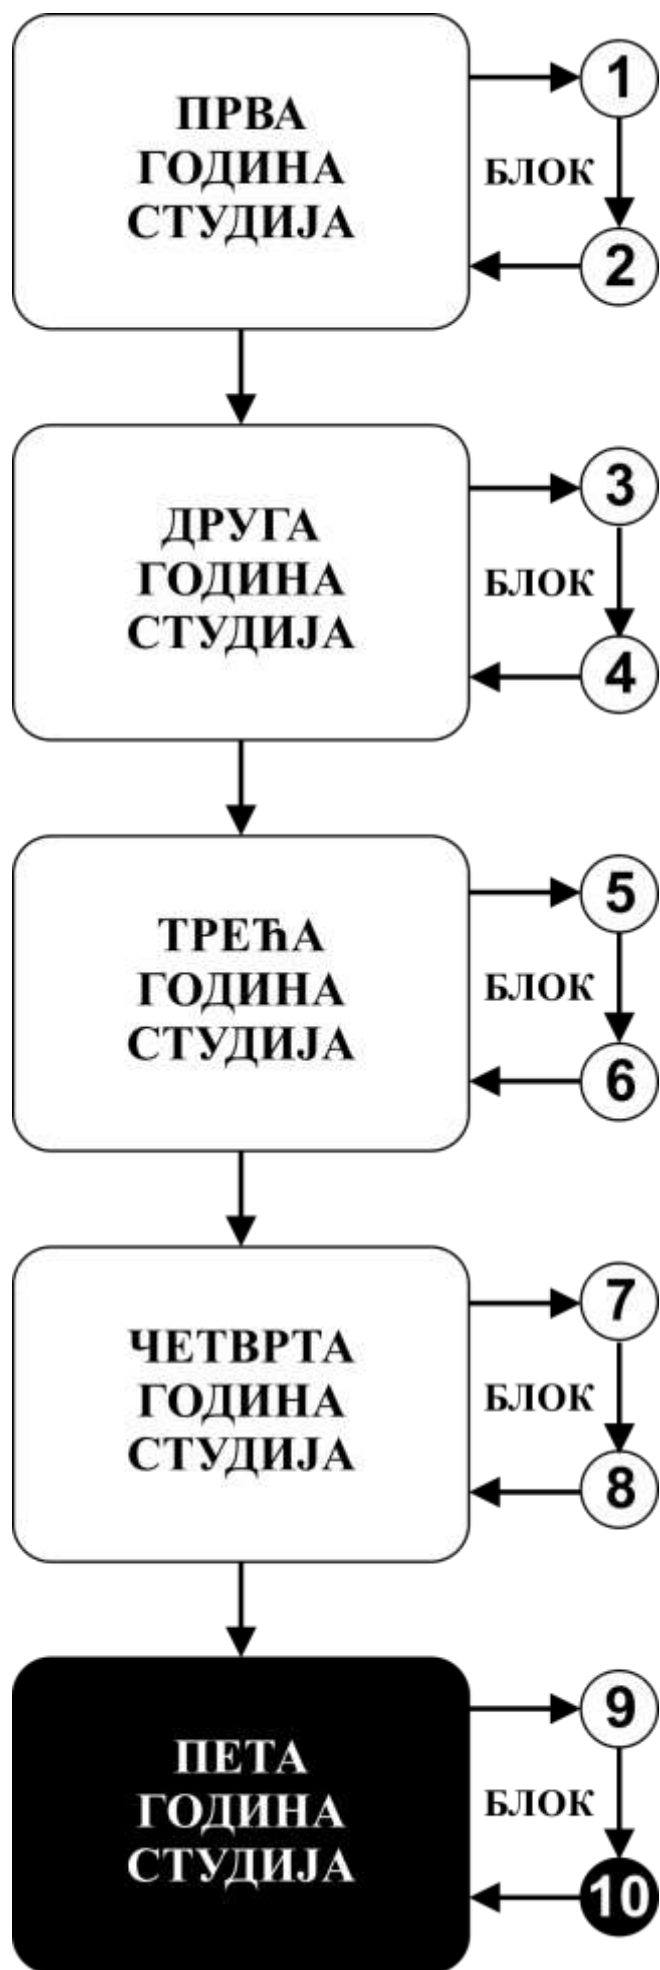 ПРВА
ГОДИНА
СТУДИЈА
1
БЛОК
2
ДРУГА
ГОДИНА
СТУДИЈА
3
БЛОК
4
ТРЕЋА
ГОДИНА
СТУДИЈА
5
БЛОК
6
ЧЕТВРТА
ГОДИНА
СТУДИЈА
7
БЛОК
8
ПЕТА
ГОДИНА
СТУДИЈА
9
БЛОК
10